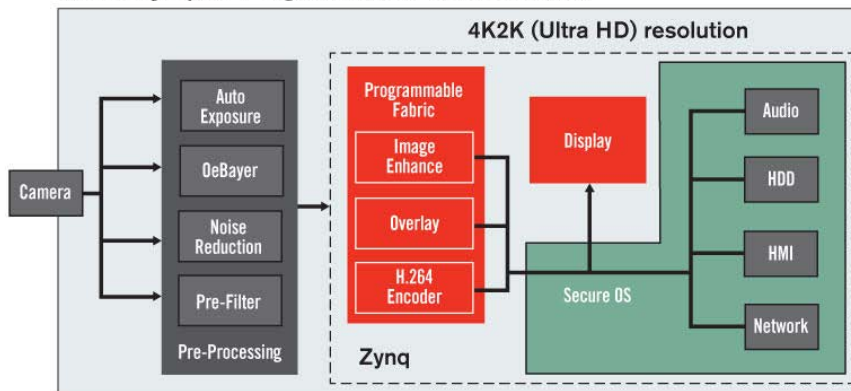 4K2K (Ultra HD) resolution
Camera
Auto
Exposure
OeBayer
Noise
Reduction
Pre-Filter
Pre-Processing
Programmable
Fabric
Image
Enhance
Overlay
H.264
Encoder
Zynq
Display
Secure OS
Audio
HDD
HMI
Network